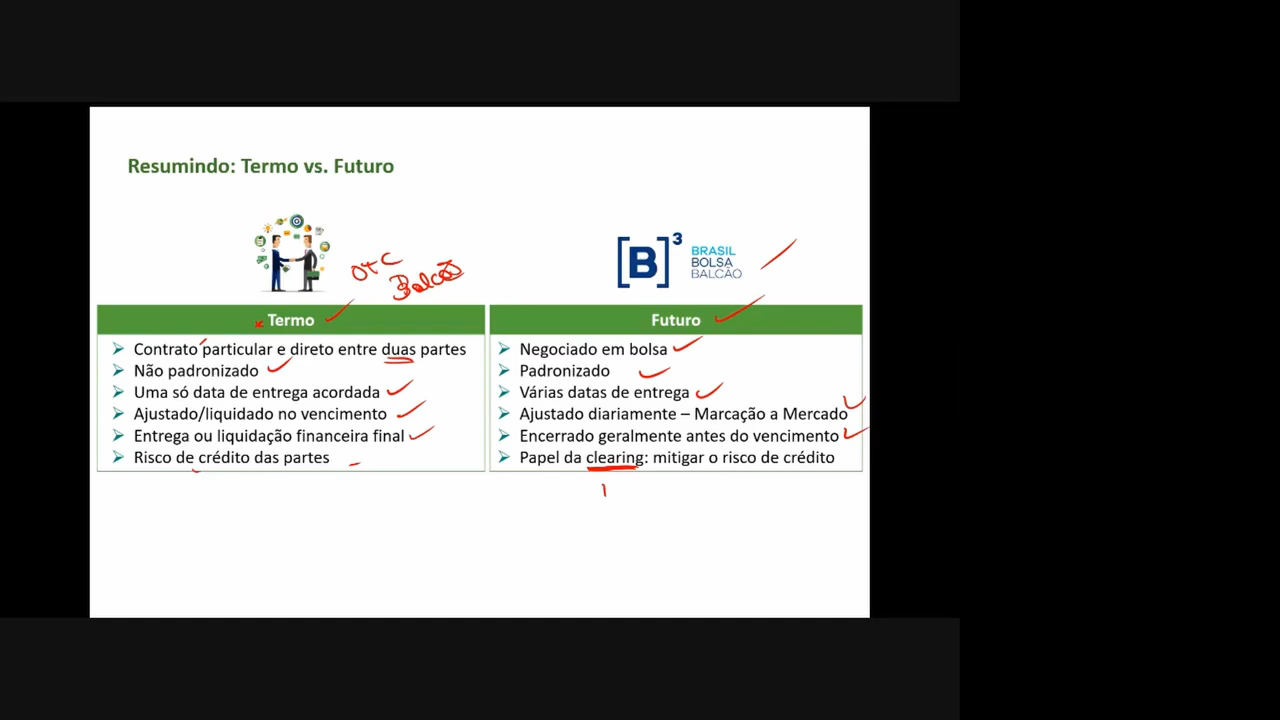 Resumindo: Termo vs. Futuro
OTC
Balcão
[B]³ BRASIL
BOLSA
BALCÃO
Termo
Contrato particular e direto entre duas partes
Não padronizado
Uma só data de entrega acordada
Ajustado/liquidado no vencimento
Entrega ou liquidação financeira final
Risco de crédito das partes
Futuro
Negociado em bolsa
Padronizado
Várias datas de entrega
Ajustado diariamente – Marcação a Mercado
Encerrado geralmente antes do vencimento
Papel da clearing: mitigar o risco de crédito